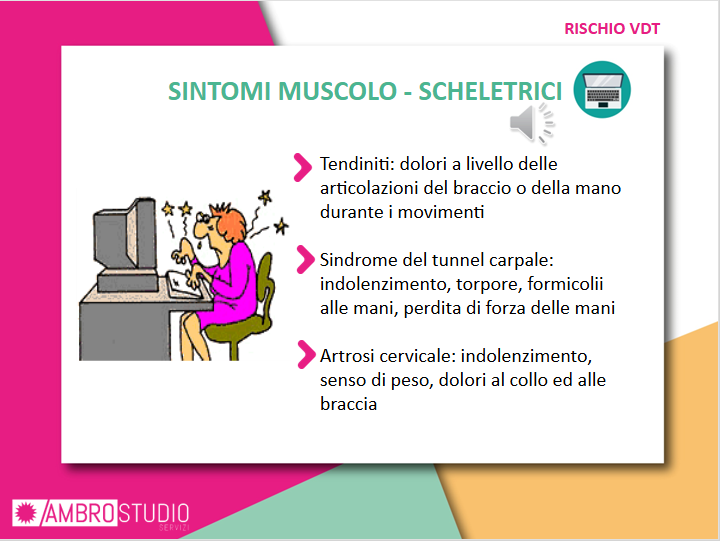 RISCHIO VDT
SINTOMI MUSCOLO - SCHELETRICI
Tendiniti: dolori a livello delle
articolazioni del braccio o della mano
durante i movimenti
Sindrome del tunnel carpale:
indolenzimento, torpore, formicolii
alle mani, perdita di forza delle mani
Artrosi cervicale: indolenzimento,
senso di peso, dolori al collo ed alle
braccia
AMBROSTUDIO
SERVIZI